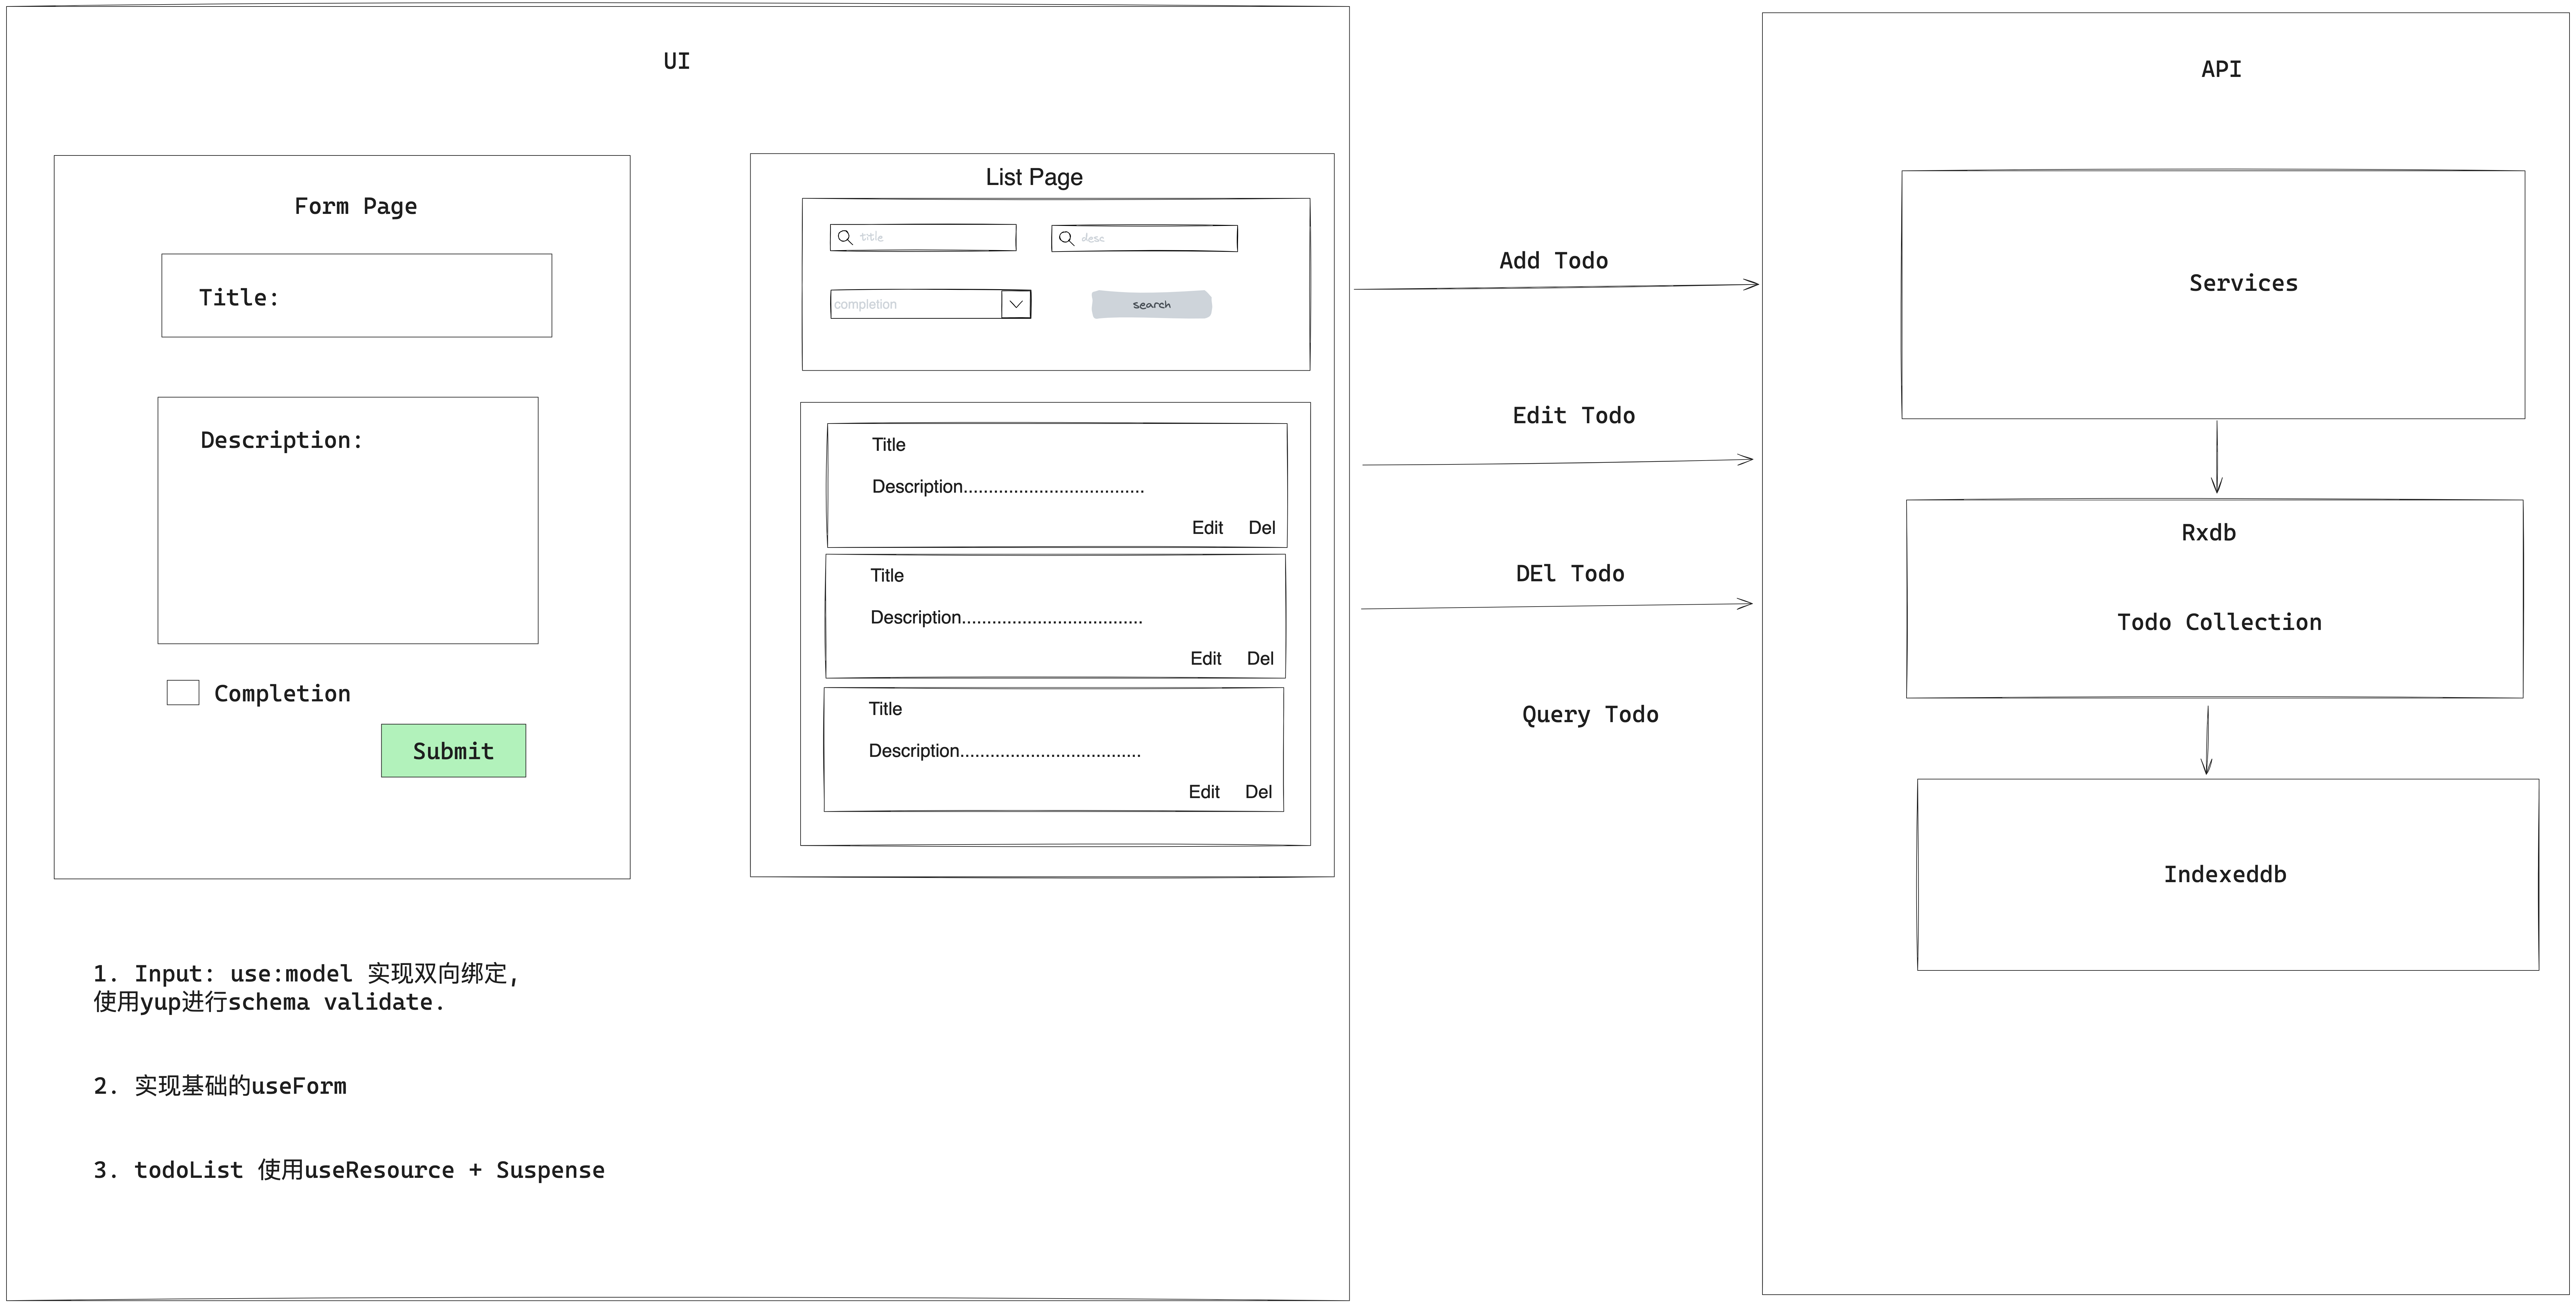 UI
Form Page
Title:
Description:
Completion
Submit
List Page
title
desc
completion
search
Title
Description....................................
Edit Del
Title
Description....................................
Edit Del
Title
Description....................................
Edit Del
1. Input: use:model 实现双向绑定,
使用yup进行schema validate.
2. 实现基础的useForm
3. todoList 使用useResource + Suspense
Add Todo
Edit Todo
DEl Todo
Query Todo
API
Services
Rxdb
Todo Collection
Indexeddb